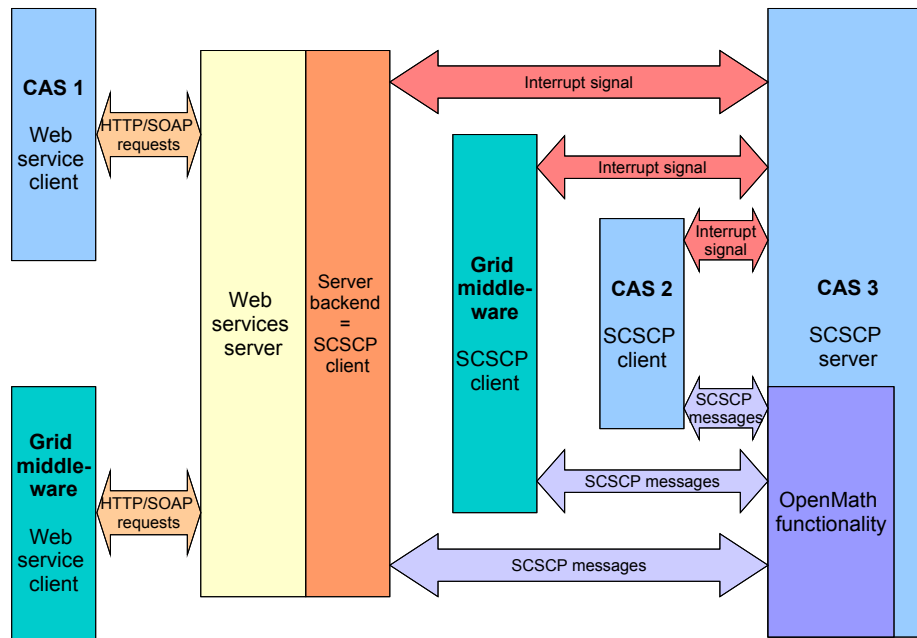 CAS 1
Web
service
client
HTTP/SOAP
requests
Grid
middle-
ware
Web
service
client
HTTP/SOAP
requests
Web
services
server
Server
backend
=
SCSCP
client
Interrupt signal
Grid
middle-
ware
SCSCP
client
Interrupt signal
CAS 2
SCSCP
client
Interrupt
signal
SCSCP
messages
SCSCP messages
SCSCP messages
CAS 3
SCSCP
server
OpenMath
functionality